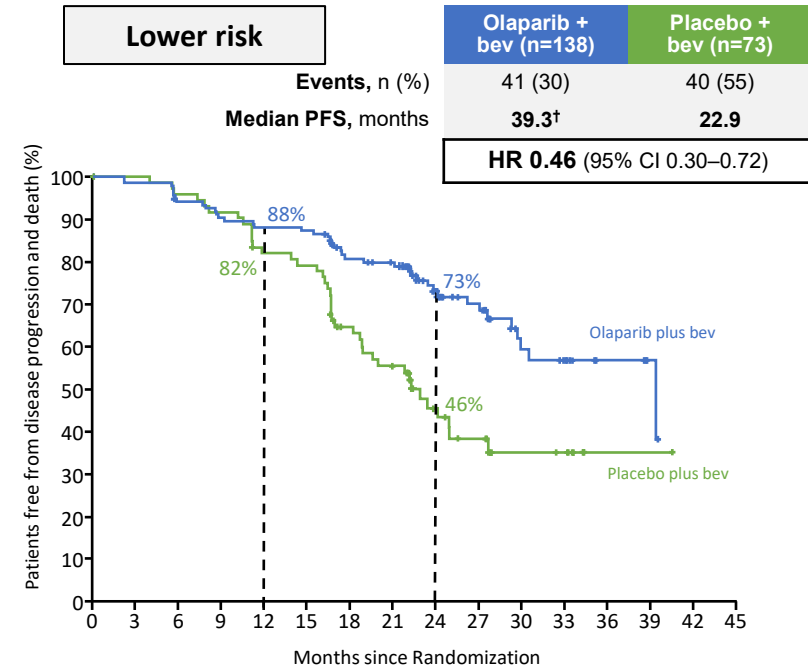 Lower risk
Olaparib +
bev (n=138)
Placebo +
bev (n=73)
Events, n (%)
41 (30)
40 (55)
Median PFS, months
39.3†
22.9
HR 0.46 (95% CI 0.30–0.72)
Patients free from disease progression and death (%)
100
90
80
70
60
50
40
30
20
10
0
88%
82%
73%
46%
Olaparib plus bev
Placebo plus bev
0 3 6 9 12 15 18 21 24 27 30 33 36 39 42 45
Months since Randomization